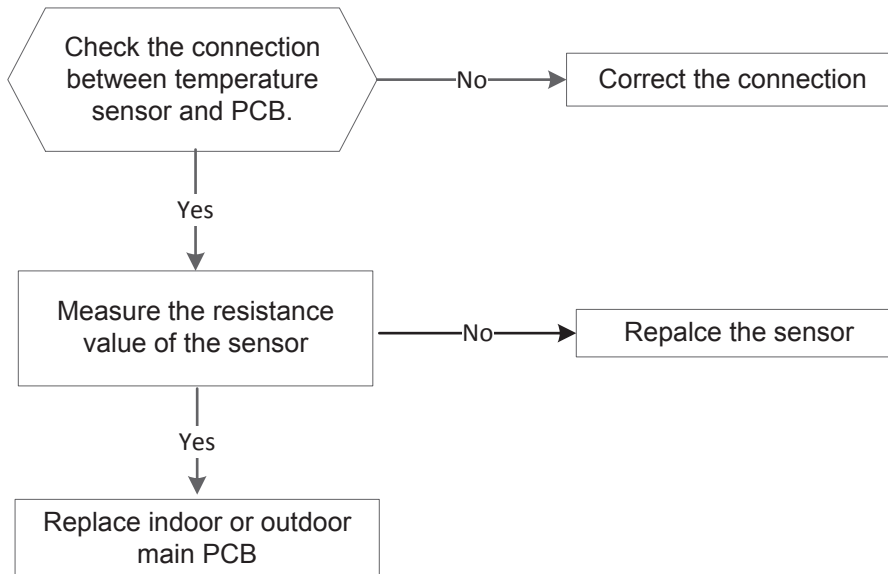 Check the connection
between temperature
sensor and PCB.
No
Correct the connection
Yes
Measure the resistance
value of the sensor
No
Repalce the sensor
Yes
Replace indoor or outdoor
main PCB